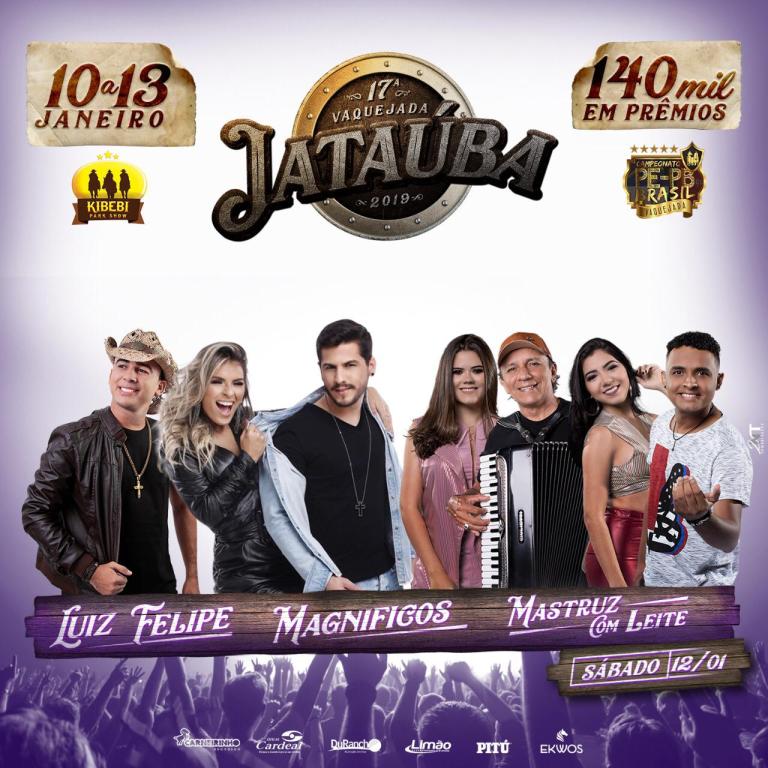 10 a 13
JANEIRO
17ª
VAQUEJADA
JATAÚBA
2019
140 mil
EM PRÊMIOS
KIBEBI
PARK SHOW
CAMPEONATO
PE-PB
BRASIL
VAQUEJADA
LUIZ FELIPE
MAGNIFICOS
MASTRUZ
COM LEITE
SÁBADO 12/01
CARNEIRINHO
Cardeal
DuRancho
Limão
PITÚ
EKWOS